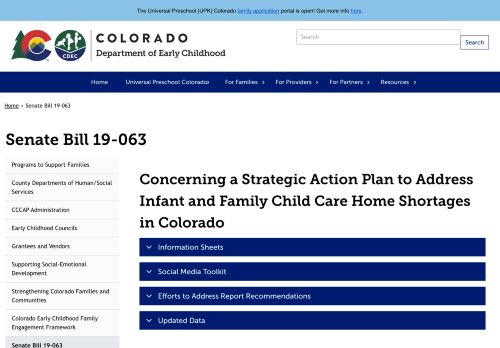 The Universal Preschool (UPK) Colorado family application portal is open! Get more info here.
COLORADO
Department of Early Childhood
CDEC
Search
Search
Home
Universal Preschool Colorado
For Families
For Providers
For Partners
Resources
Home › Senate Bill 19-063
Senate Bill 19-063
Programs to Support Families
County Departments of Human/Social
Services
CCCAP Administration
Early Childhood Councils
Grantees and Vendors
Supporting Social-Emotional
Development
Strengthening Colorado Families and
Communities
Colorado Early Childhood Family
Engagement Framework
Senate Bill 19-063
Concerning a Strategic Action Plan to Address
Infant and Family Child Care Home Shortages
in Colorado
Information Sheets
Social Media Toolkit
Efforts to Address Report Recommendations
Updated Data